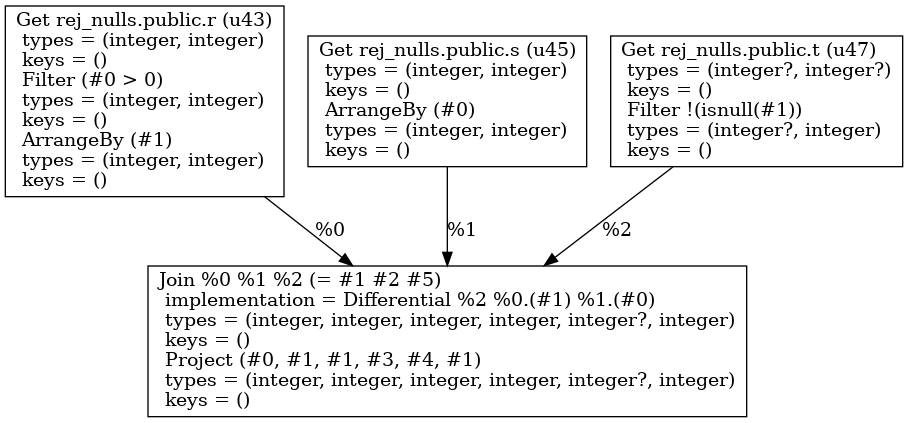 Get rej_nulls.public.r (u43)
types = (integer, integer)
keys = ()
Filter (#0 > 0)
types = (integer, integer)
keys = ()
ArrangeBy (#1)
types = (integer, integer)
keys = ()
Get rej_nulls.public.s (u45)
types = (integer, integer)
keys = ()
ArrangeBy (#0)
types = (integer, integer)
keys = ()
Get rej_nulls.public.t (u47)
types = (integer?, integer?)
keys = ()
Filter !(isnull(#1))
types = (integer?, integer)
keys = ()
%0
%1
%2
Join %0 %1 %2 (= #1 #2 #5)
implementation = Differential %2 %0.(#1) %1.(#0)
types = (integer, integer, integer, integer, integer?, integer)
keys = ()
Project (#0, #1, #1, #3, #4, #1)
types = (integer, integer, integer, integer, integer?, integer)
keys = ()